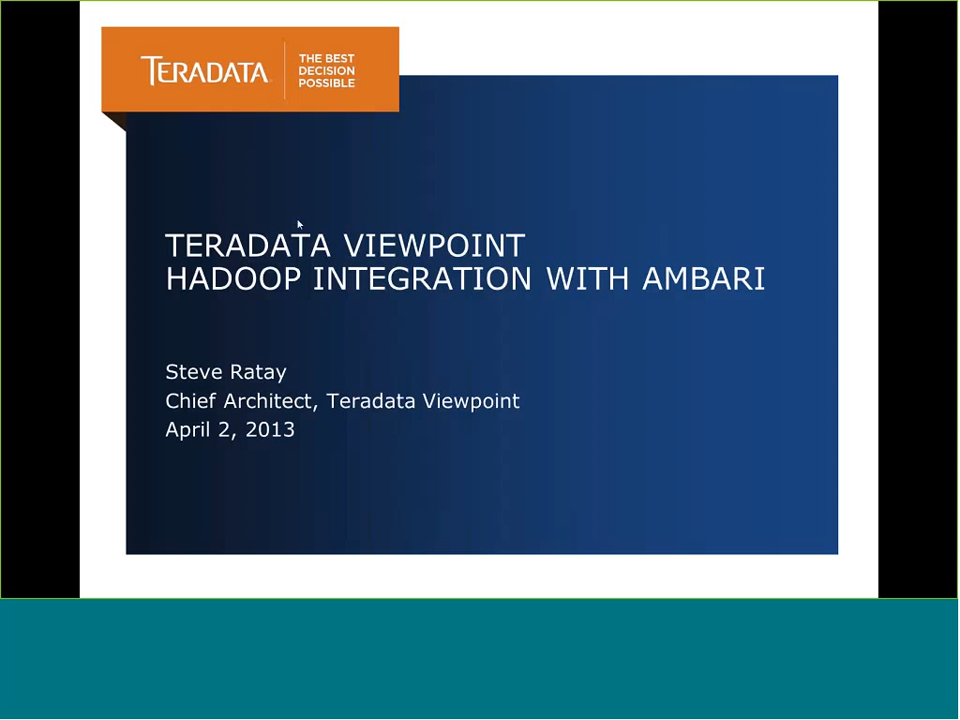 TERADATA
THE BEST
DECISION
POSSIBLE
TERADATA VIEWPOINT
HADOOP INTEGRATION WITH AMBARI
Steve Ratay
Chief Architect, Teradata Viewpoint
April 2, 2013